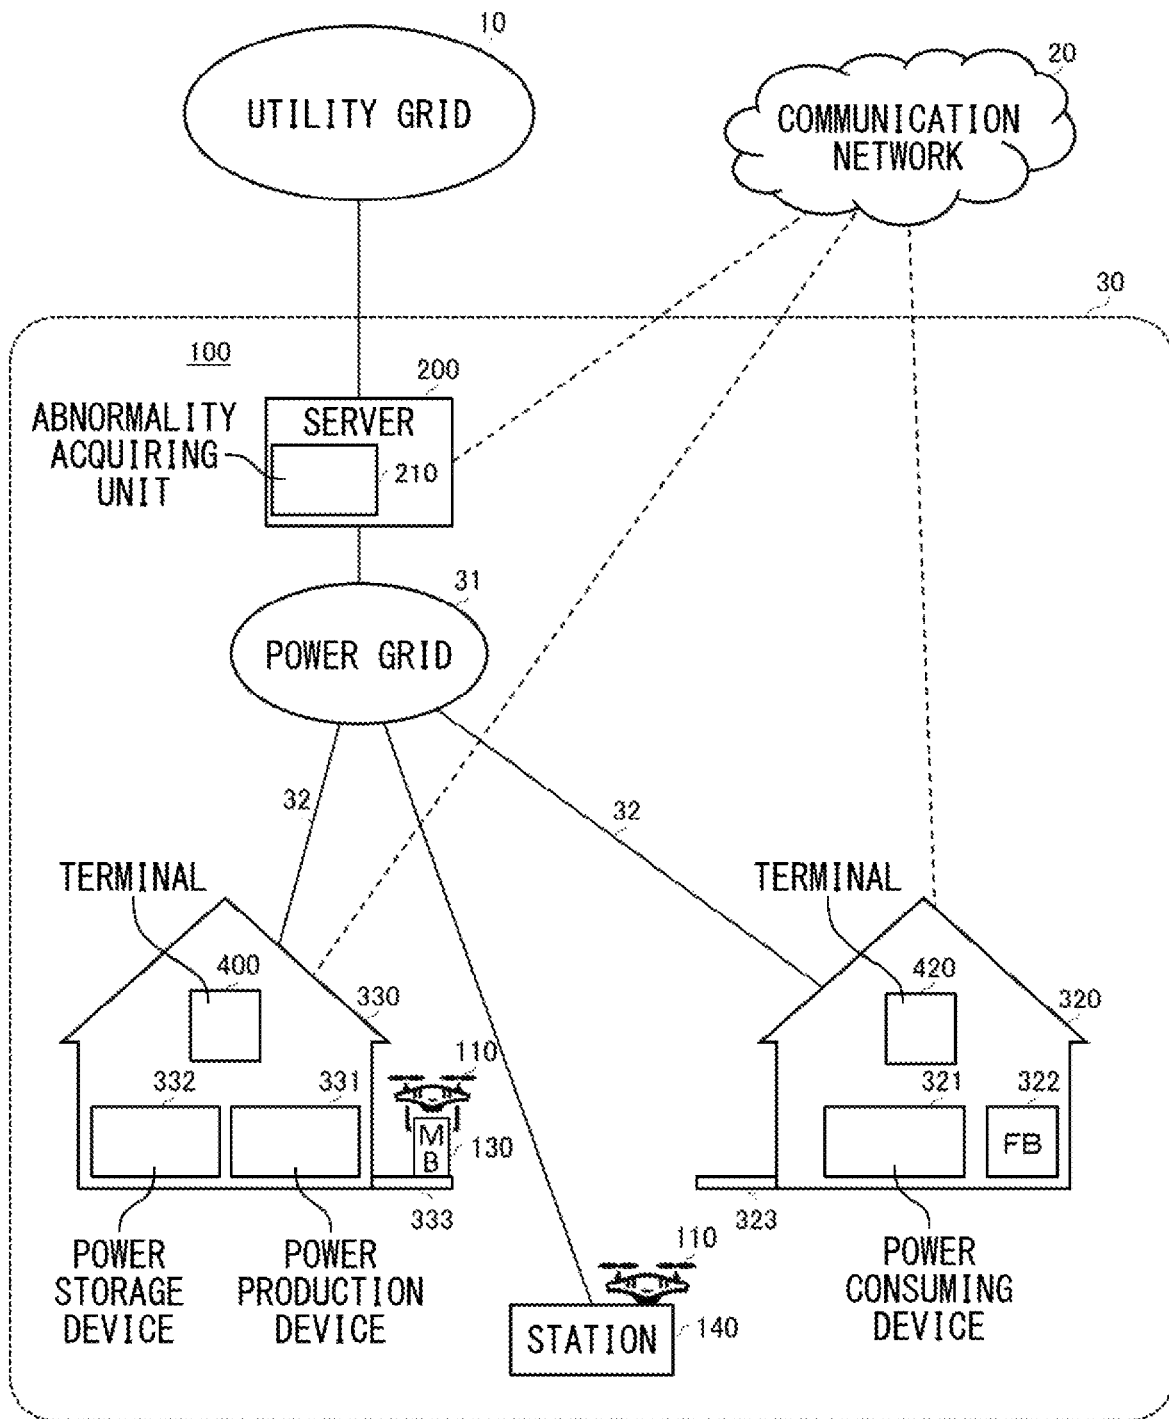 10
UTILITY GRID
20
COMMUNICATION
NETWORK
30
100
200
SERVER
ABNORMALITY
ACQUIRING
UNIT
210
31
POWER GRID
32
32
TERMINAL
TERMINAL
400
330
420
320
110
332
331
321
322
M
B
130
FB
333
323
POWER
STORAGE
DEVICE
POWER
PRODUCTION
DEVICE
110
POWER
CONSUMING
DEVICE
STATION
140